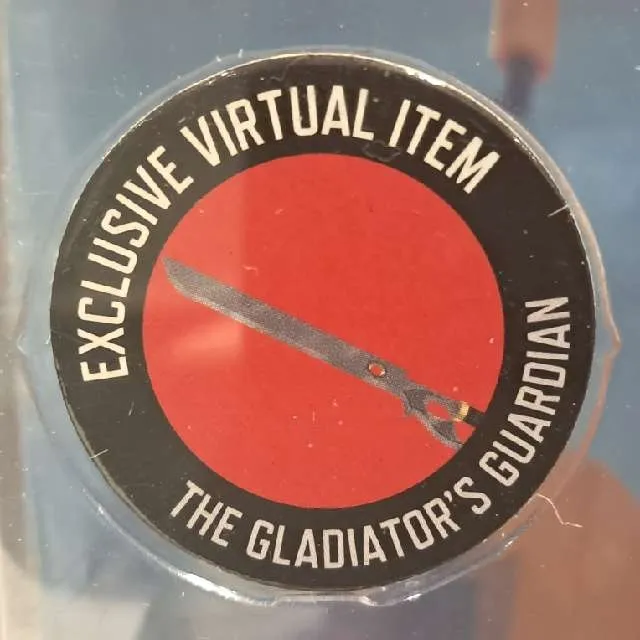 EXCLUSIVE VIRTUAL ITEM
THE GLADIATOR'S GUARDIAN